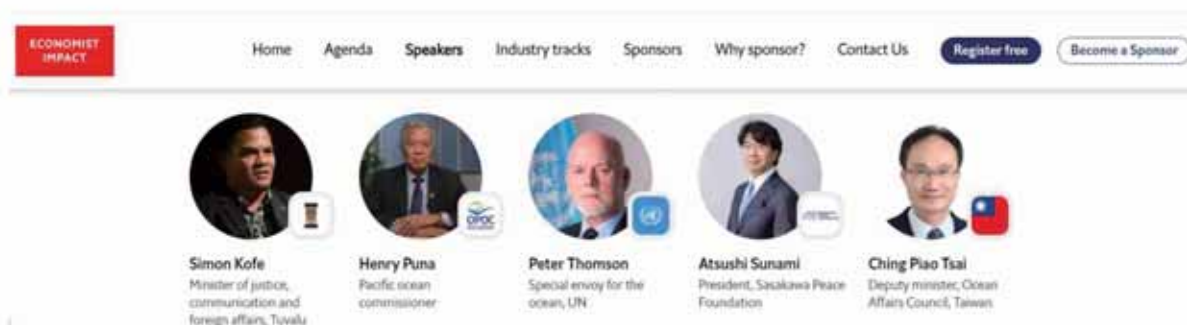 ECONOMIST
IMPACT
Home Agenda Speakers Industry tracks Sponsors Why sponsor? Contact Us Register free Become a Sponsor
OPOC
Simon Kofe
Minister of justice,
communication and
foreign affairs, Tuvalu
Henry Puna
Pacific ocean
commissioner
Peter Thomson
Special envoy for the
ocean, UN
Atsushi Sunami
President, Sasakawa Peace
Foundation
Ching Piao Tsai
Deputy minister, Ocean
Affairs Council, Taiwan